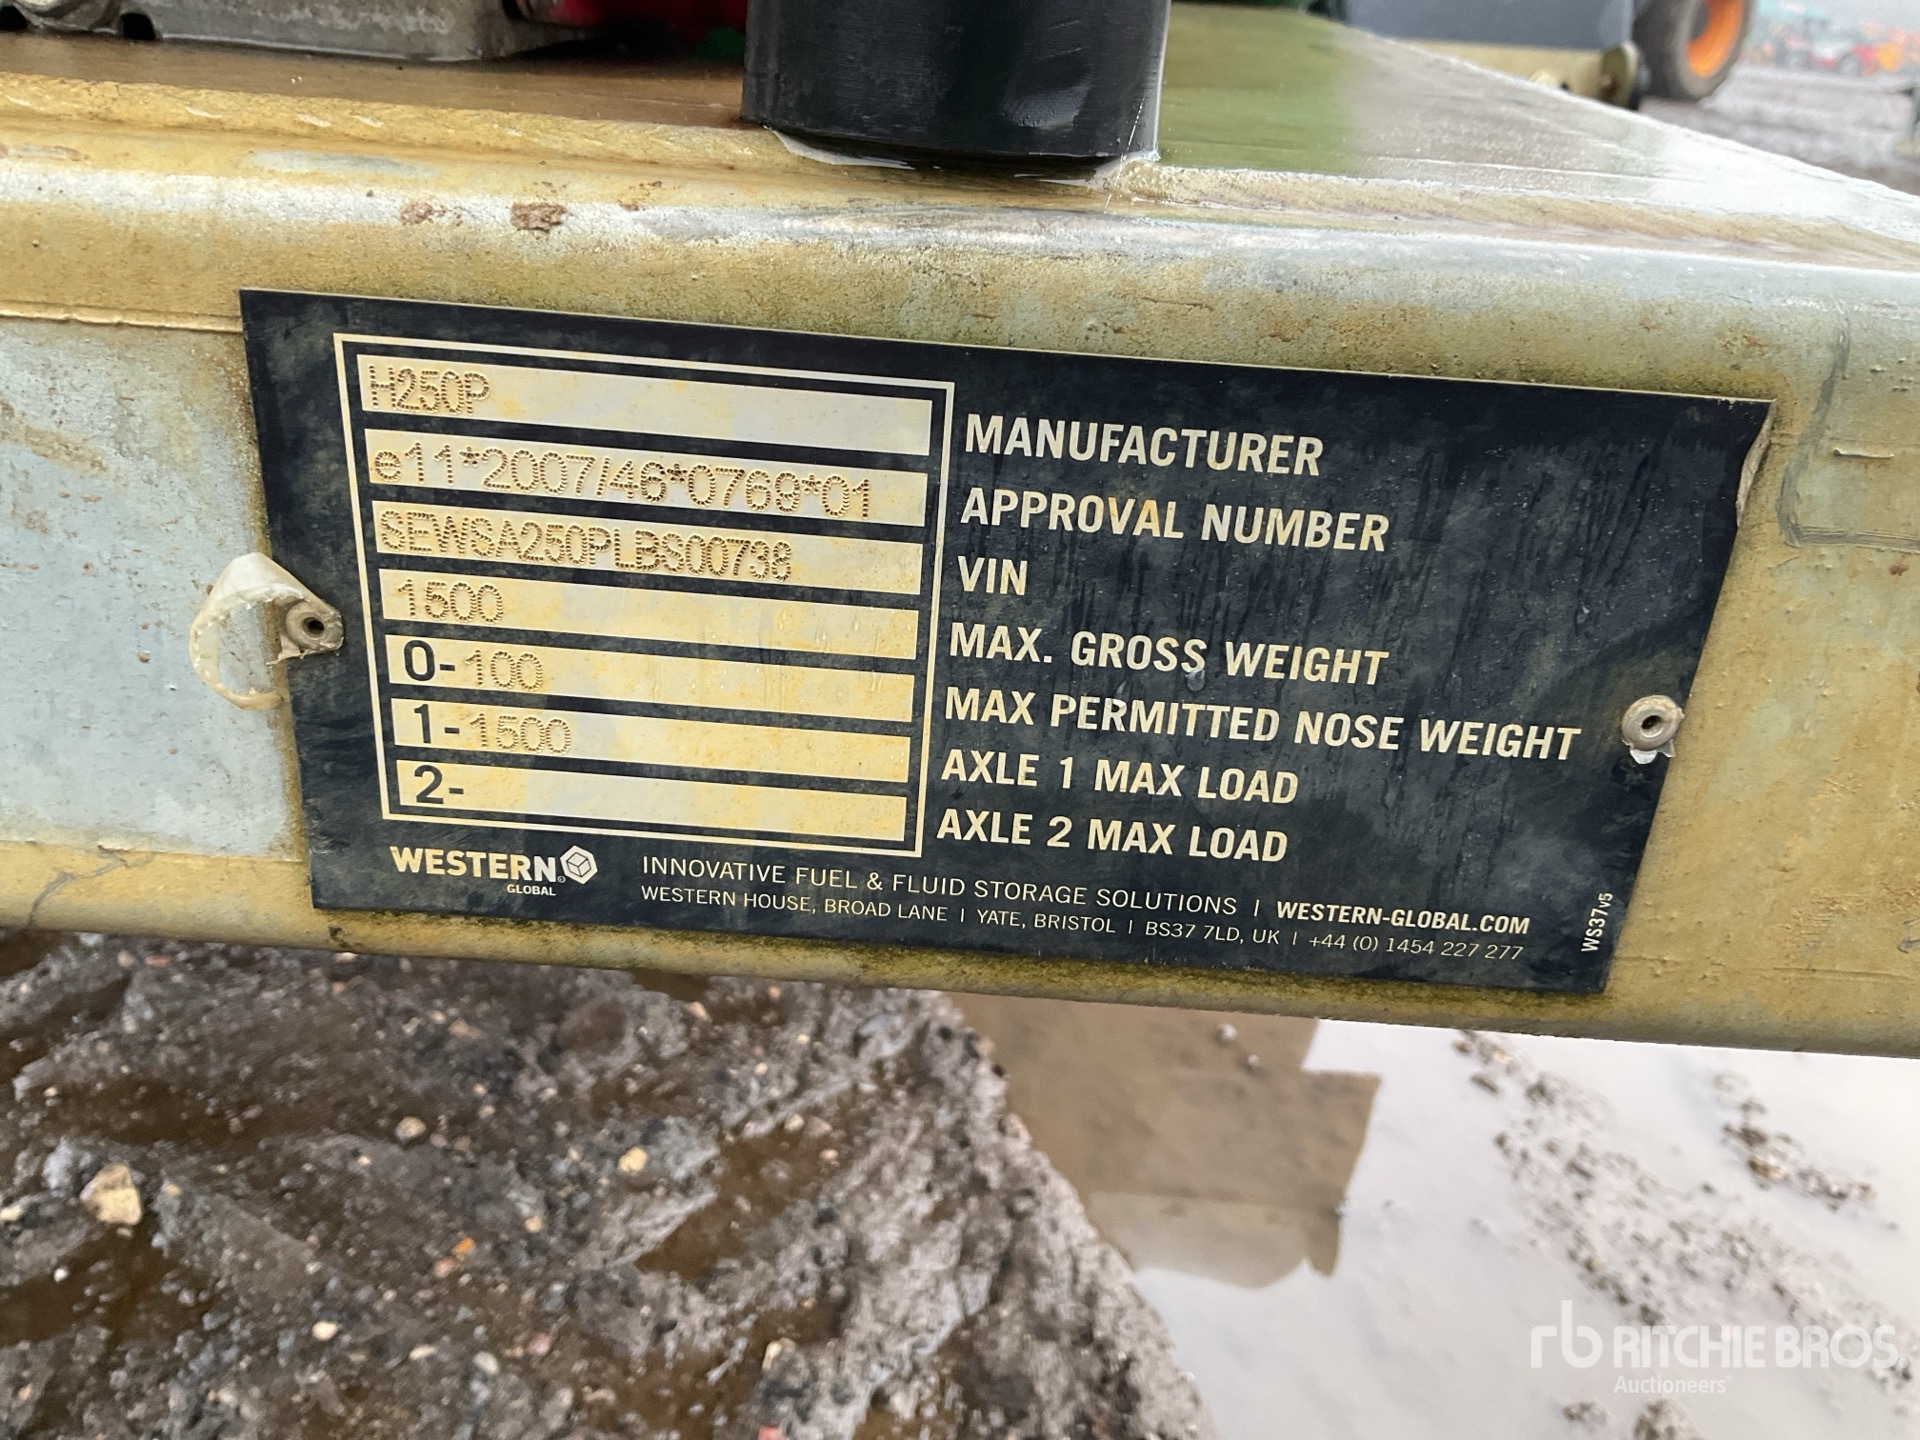 H250P MANUFACTURER
e11*2007/46*0769*01 APPROVAL NUMBER
SEWSA250PLBS00738 VIN
1500 MAX. GROSS WEIGHT
0-100 MAX PERMITTED NOSE WEIGHT
1-1500 AXLE 1 MAX LOAD
2- AXLE 2 MAX LOAD
WESTERN GLOBAL
INNOVATIVE FUEL & FLUID STORAGE SOLUTIONS | WESTERN-GLOBAL.COM
WESTERN HOUSE, BROAD LANE | YATE, BRISTOL | BS37 7LD, UK | +44 (0) 1454 227 277
WS37v5
rb RITCHIE BROS
Auctioneers